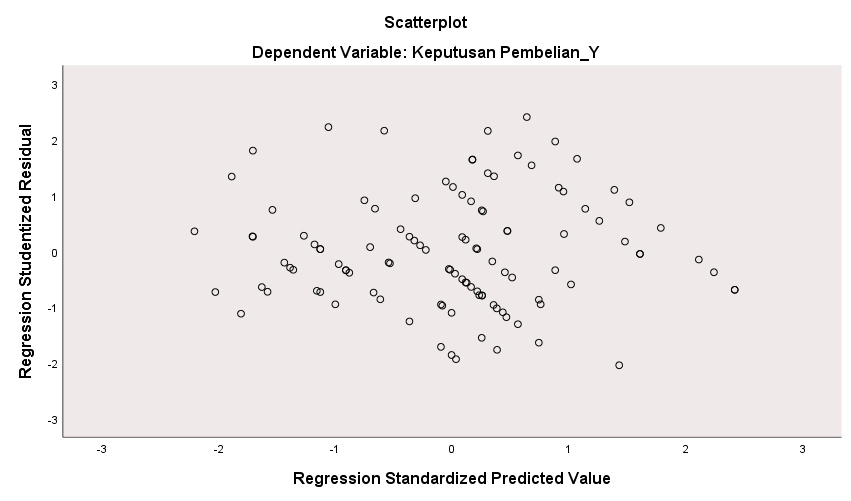 Scatterplot
Dependent Variable: Keputusan Pembelian_Y
Regression Studentized Residual
3
2
1
0
-1
-2
-3
-3 -2 -1 0 1 2 3
Regression Standardized Predicted Value